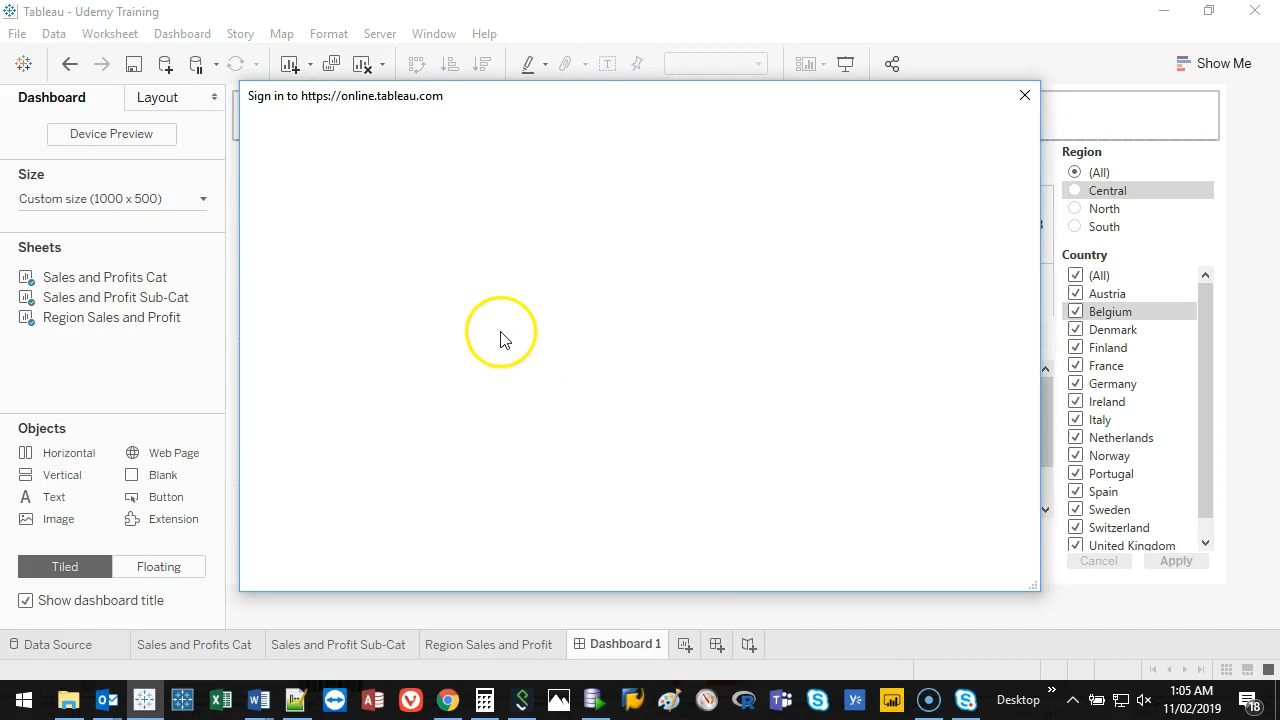 Tableau - Udemy Training
File Data Worksheet Dashboard Story Map Format Server Window Help
Show Me
Dashboard Layout
Device Preview
Size
Custom size (1000 x 500)
Sheets
Sales and Profits Cat
Sales and Profit Sub-Cat
Region Sales and Profit
Objects
Horizontal Web Page
Vertical Blank
Text Button
Image Extension
Tiled Floating
Show dashboard title
Sign in to https://online.tableau.com
Region
(All)
Central
North
South
Country
(All)
Austria
Belgium
Denmark
Finland
France
Germany
Ireland
Italy
Netherlands
Norway
Portugal
Spain
Sweden
Switzerland
United Kingdom
Cancel Apply
Data Source Sales and Profits Cat Sales and Profit Sub-Cat Region Sales and Profit Dashboard 1
Desktop
1:05 AM
11/02/2019
18